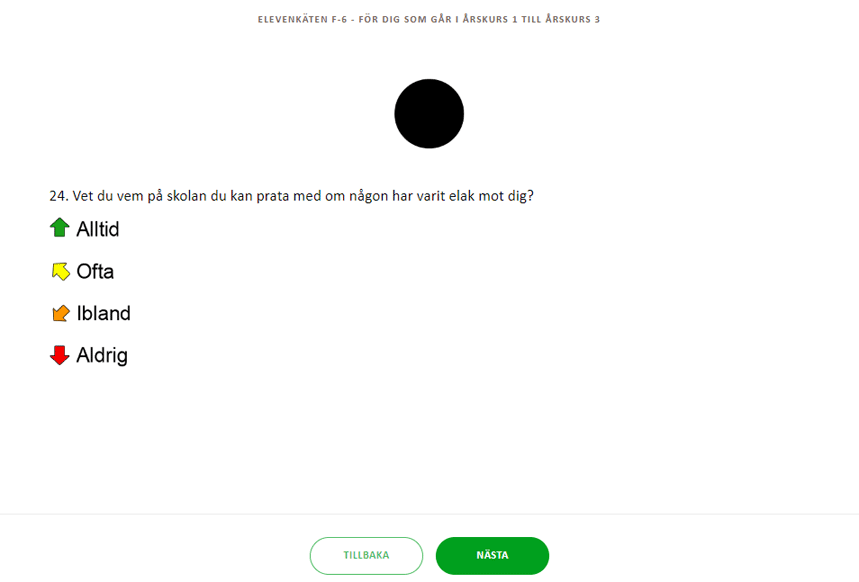 ELEVENKÄTEN F-6 - FÖR DIG SOM GÅR I ÅRSKURS 1 TILL ÅRSKURS 3
24. Vet du vem på skolan du kan prata med om någon har varit elak mot dig?
Alltid
Ofta
Ibland
Aldrig
TILLBAKA
NÄSTA